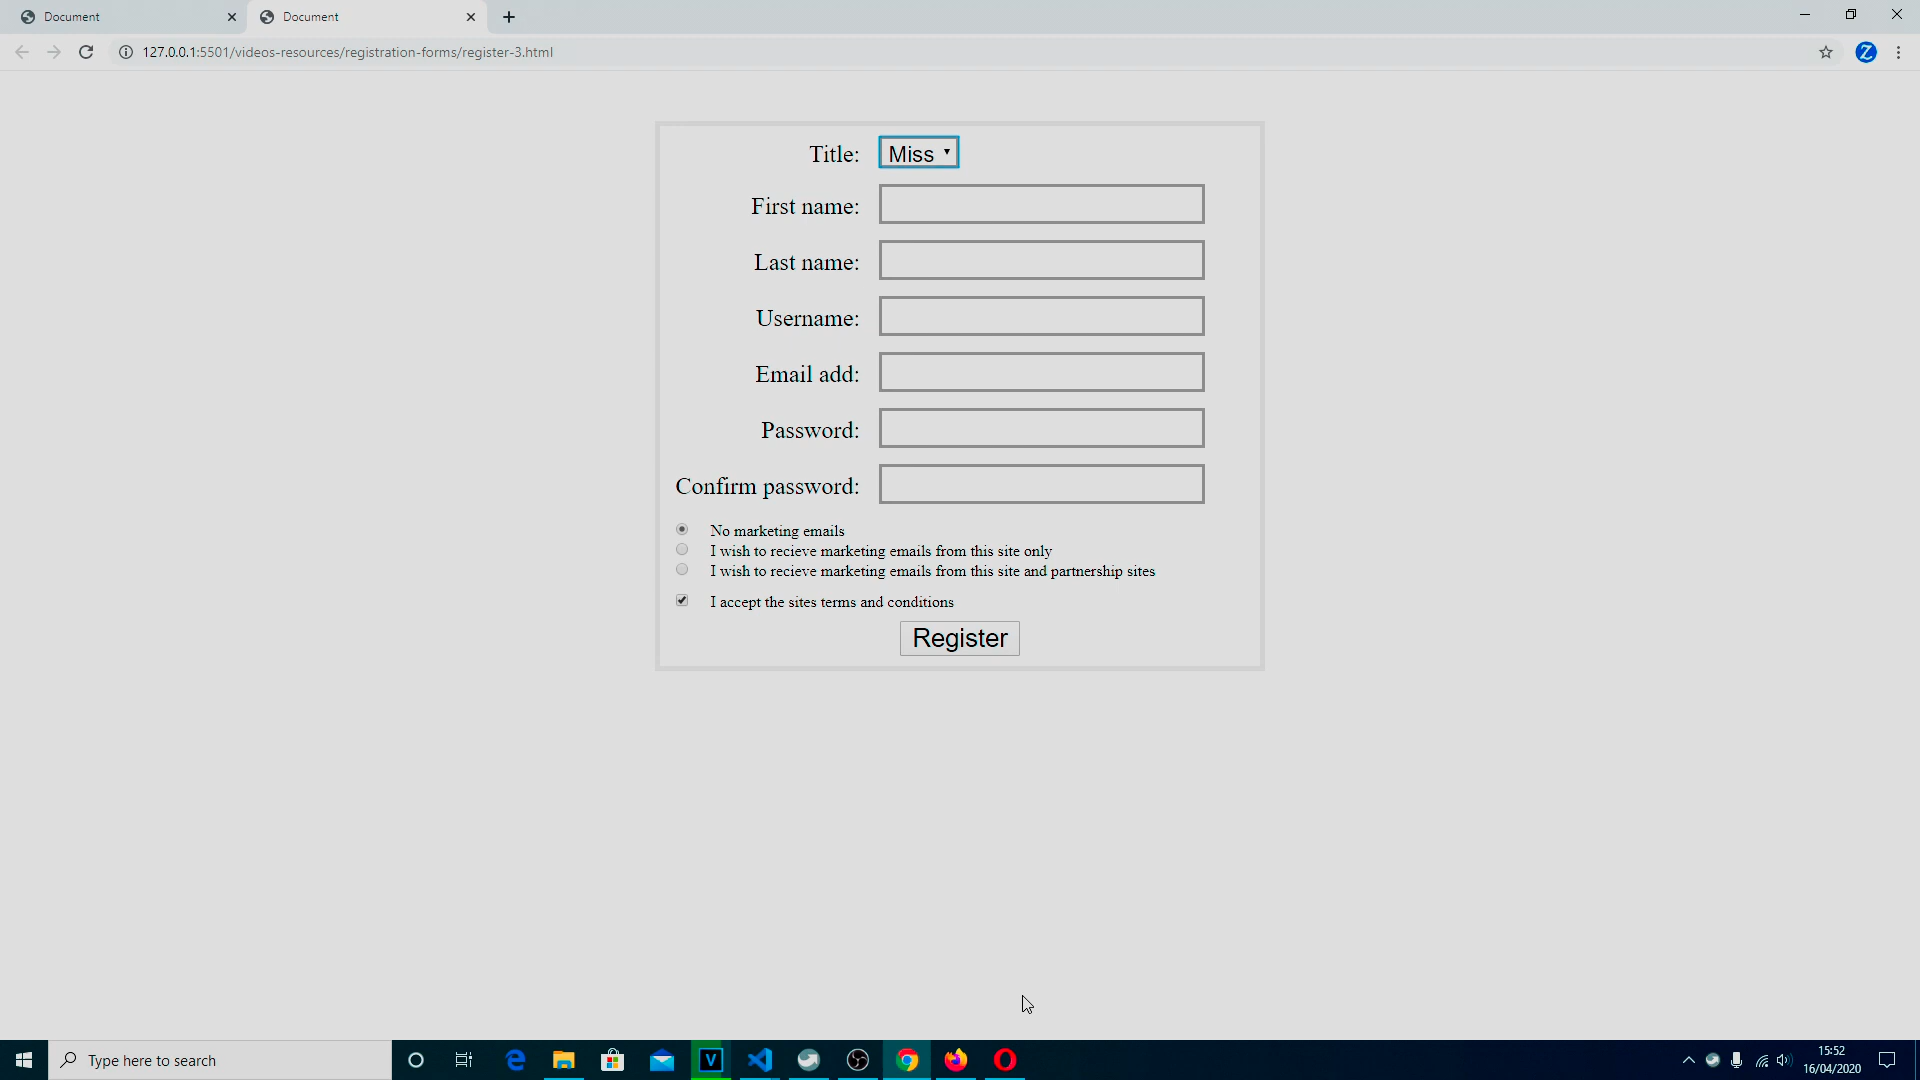 Document
Document
127.0.0.1:5501/videos-resources/registration-forms/register-3.html
Title: Miss
First name:
Last name:
Username:
Email add:
Password:
Confirm password:
No marketing emails
I wish to recieve marketing emails from this site only
I wish to recieve marketing emails from this site and partnership sites
I accept the sites terms and conditions
Register
Type here to search
15:52
16/04/2020